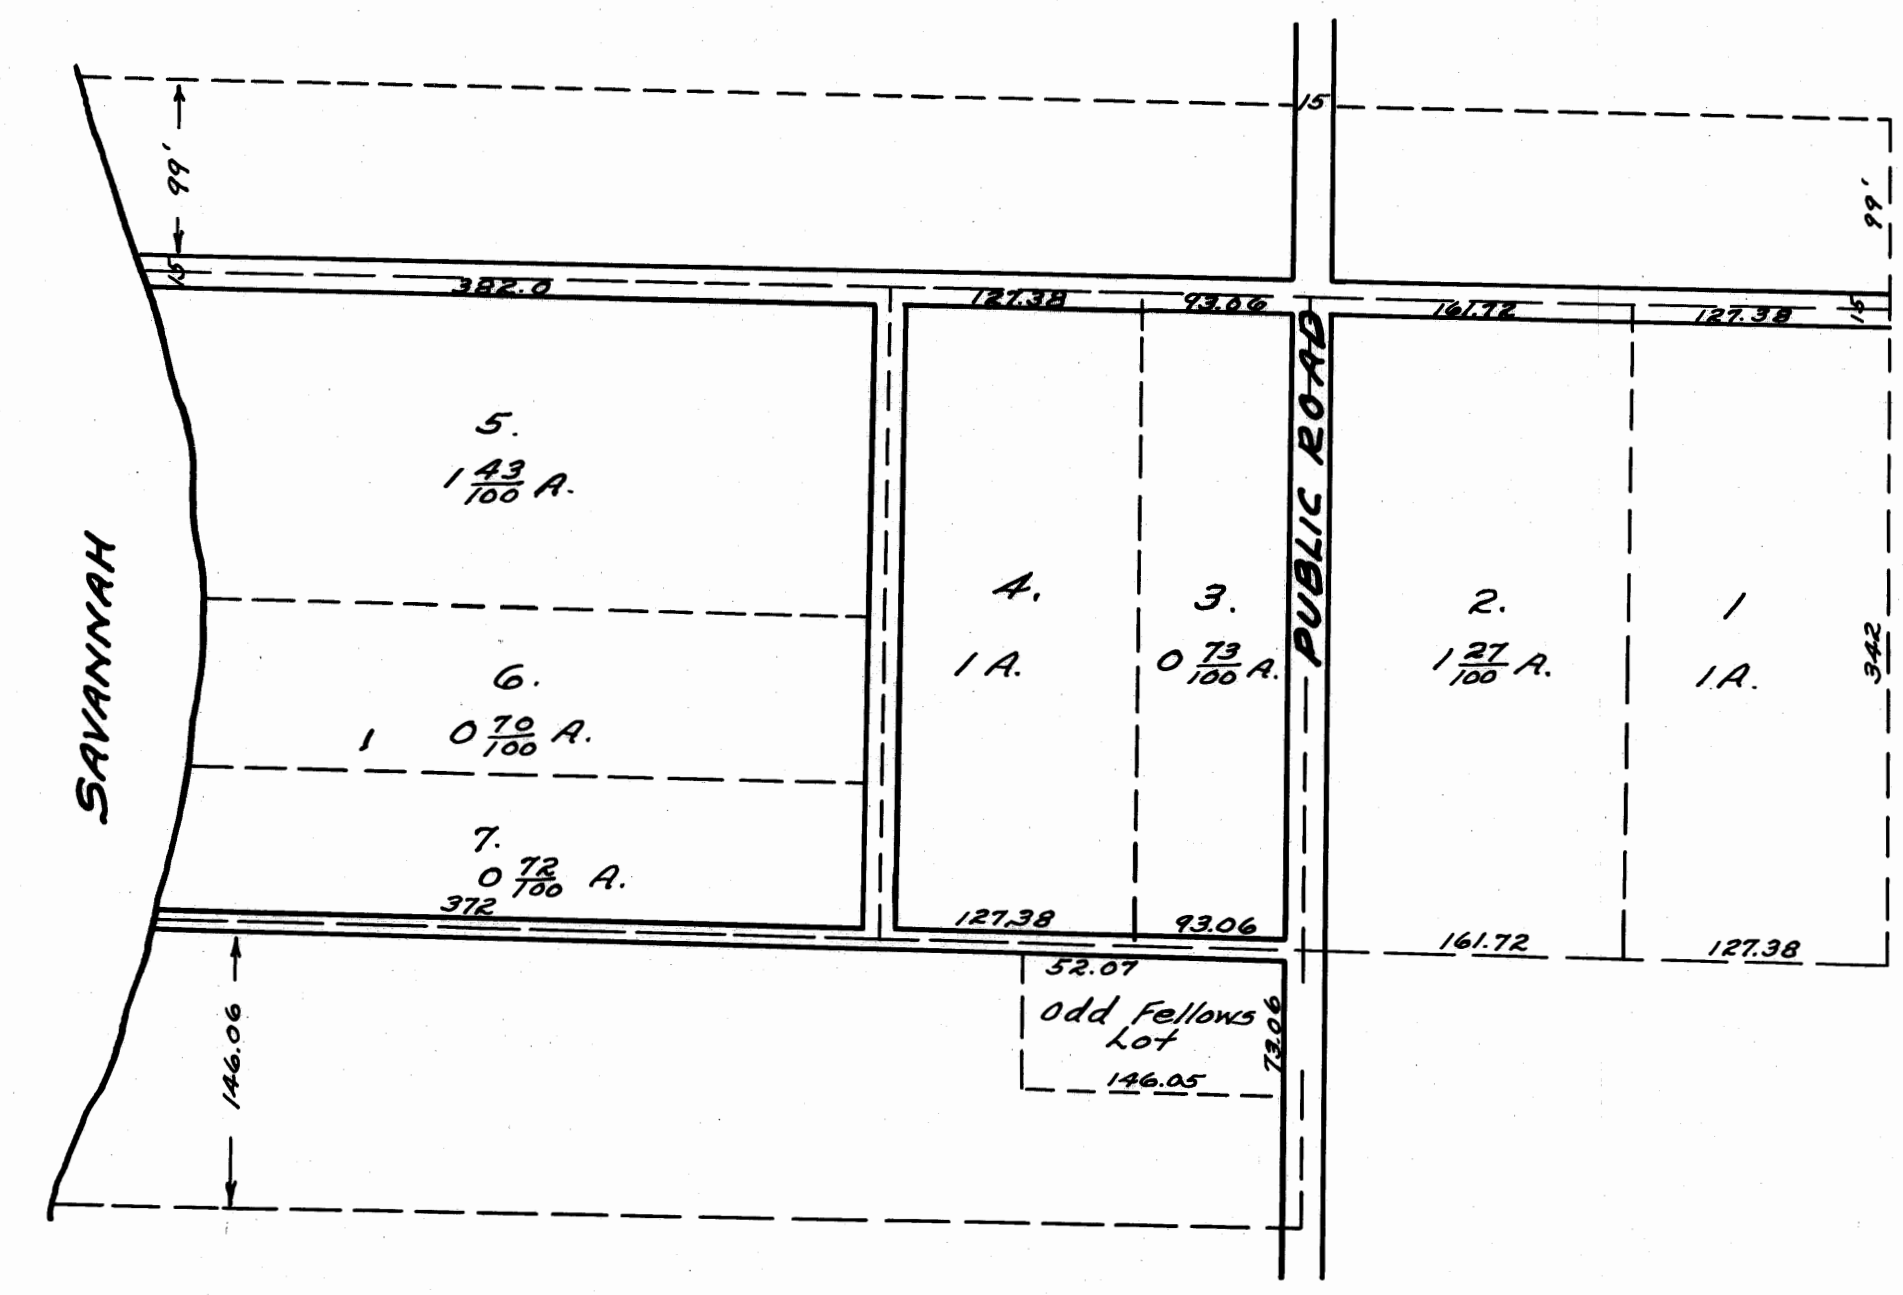 15
99'
99'
15
382.0
127.38
93.06
161.72
127.38
15
PUBLIC ROAD
SAVANNAH
5.
1 43/100 A.
4.
1 A.
3.
0 73/100 A.
2.
1 27/100 A.
1
1 A.
342
6.
1 0 70/100 A.
7.
0 72/100 A.
372
127.38
93.06
161.72
127.38
52.07
Odd Fellows
Lot
146.05
73.06
146.06